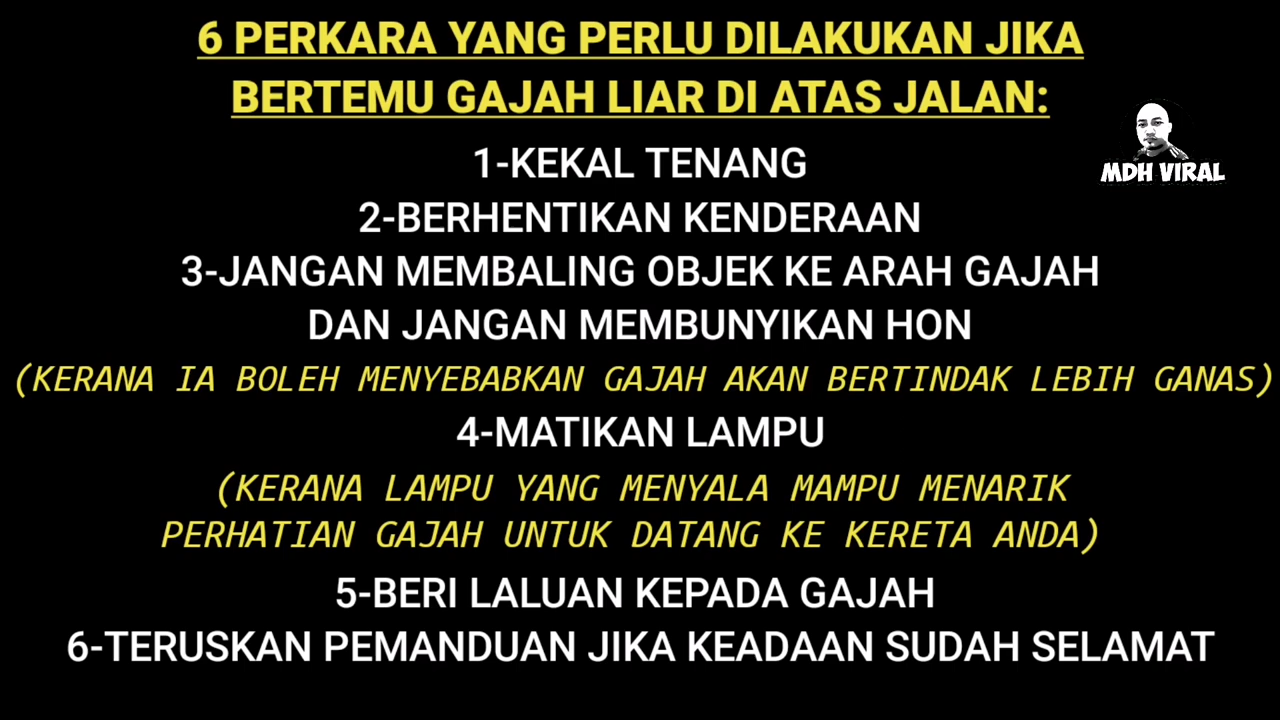 6 PERKARA YANG PERLU DILAKUKAN JIKA
BERTEMU GAJAH LIAR DI ATAS JALAN:
MDH VIRAL
1-KEKAL TENANG
2-BERHENTIKAN KENDERAAN
3-JANGAN MEMBALING OBJEK KE ARAH GAJAH
DAN JANGAN MEMBUNYIKAN HON
(KERANA IA BOLEH MENYEBABKAN GAJAH AKAN BERTINDAK LEBIH GANAS)
4-MATIKAN LAMPU
(KERANA LAMPU YANG MENYALA MAMPU MENARIK
PERHATIAN GAJAH UNTUK DATANG KE KERETA ANDA)
5-BERI LALUAN KEPADA GAJAH
6-TERUSKAN PEMANDUAN JIKA KEADAAN SUDAH SELAMAT